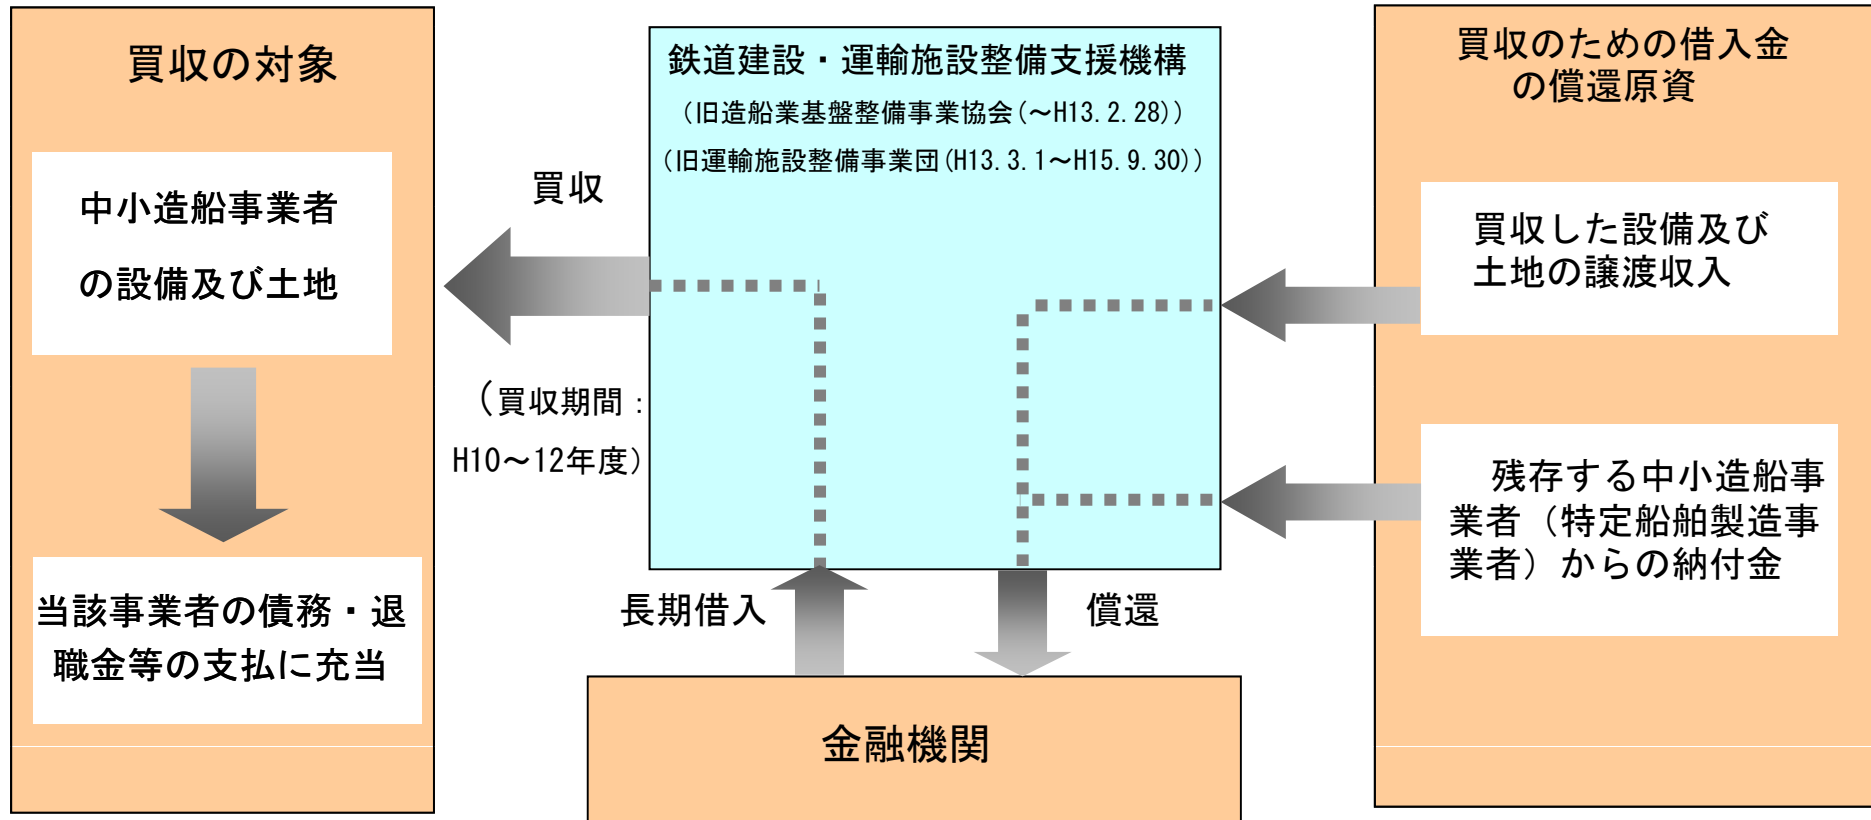 買収の対象
中小造船事業者
の設備及び土地
当該事業者の債務・退
職金等の支払に充当
買収
（買収期間：
H10～12年度）
鉄道建設・運輸施設整備支援機構
（旧造船業基盤整備事業協会(～H13.2.28)）
（旧運輸施設整備事業団(H13.3.1～H15.9.30)）
長期借入
償還
金融機関
買収のための借入金
の償還原資
買収した設備及び
土地の譲渡収入
残存する中小造船事
業者（特定船舶製造事
業者）からの納付金